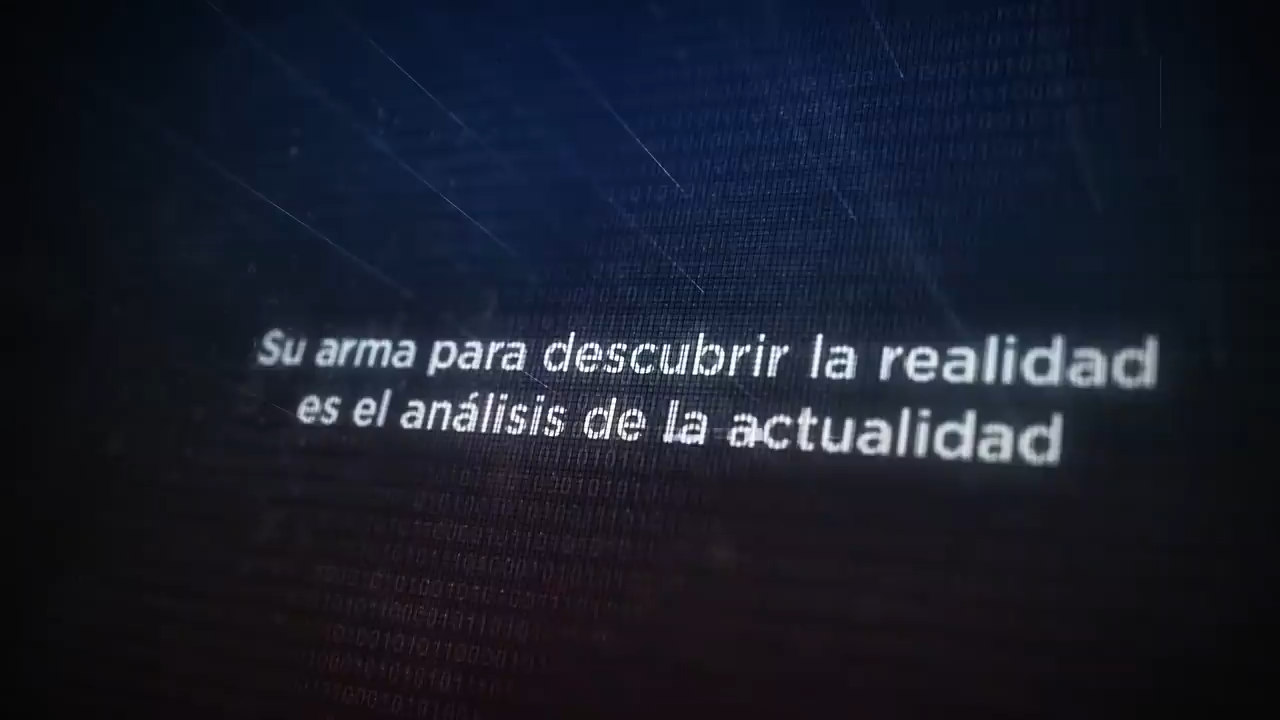 Su arma para descubrir la realidad
es el análisis de la actualidad